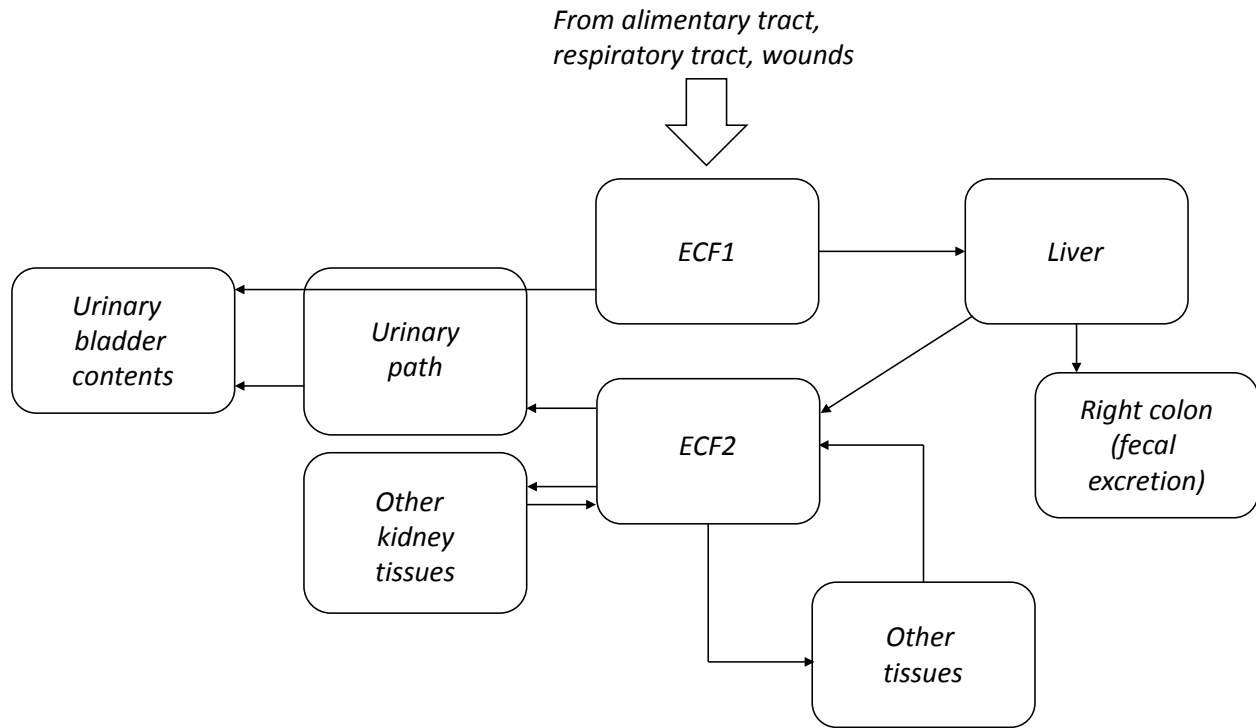 From alimentary tract,
respiratory tract, wounds
ECF1
Liver
Urinary
bladder
contents
Urinary
path
ECF2
Right colon
(fecal
excretion)
Other
kidney
tissues
Other
tissues